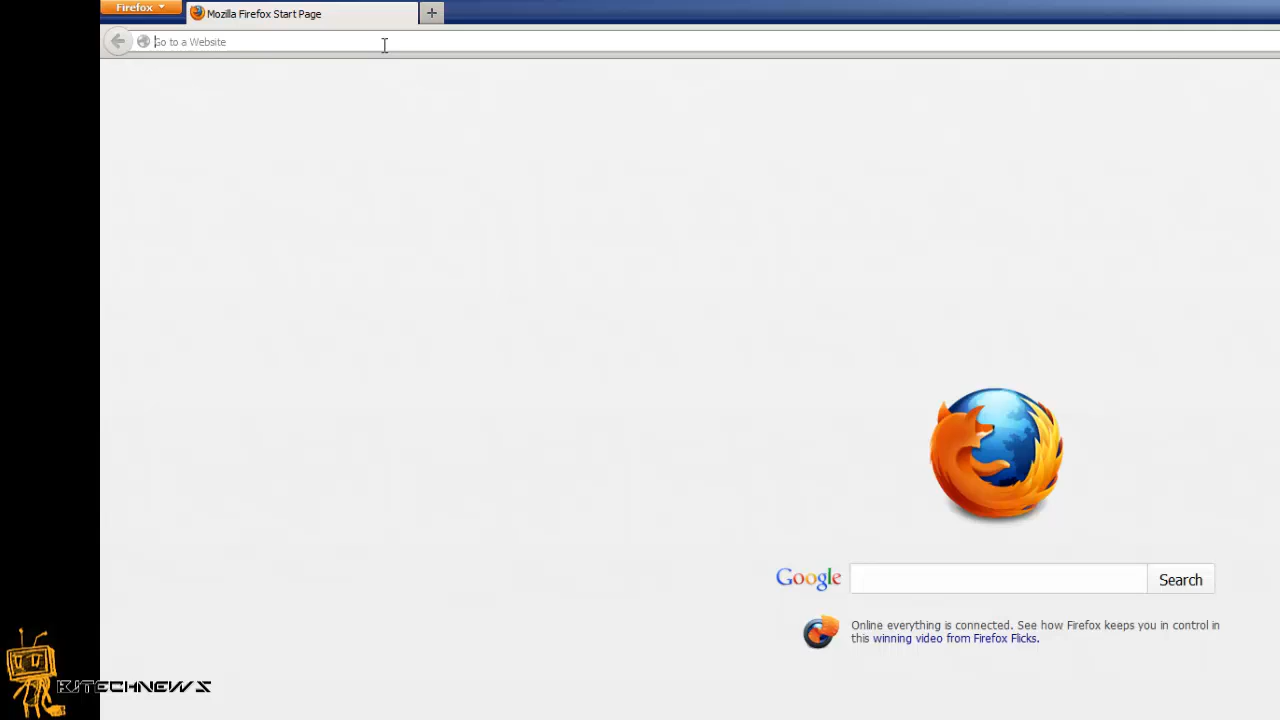 Firefox
Mozilla Firefox Start Page
Go to a Website
Google
Search
Online everything is connected. See how Firefox keeps you in control in
this winning video from Firefox Flicks.
BJTECHNEWS